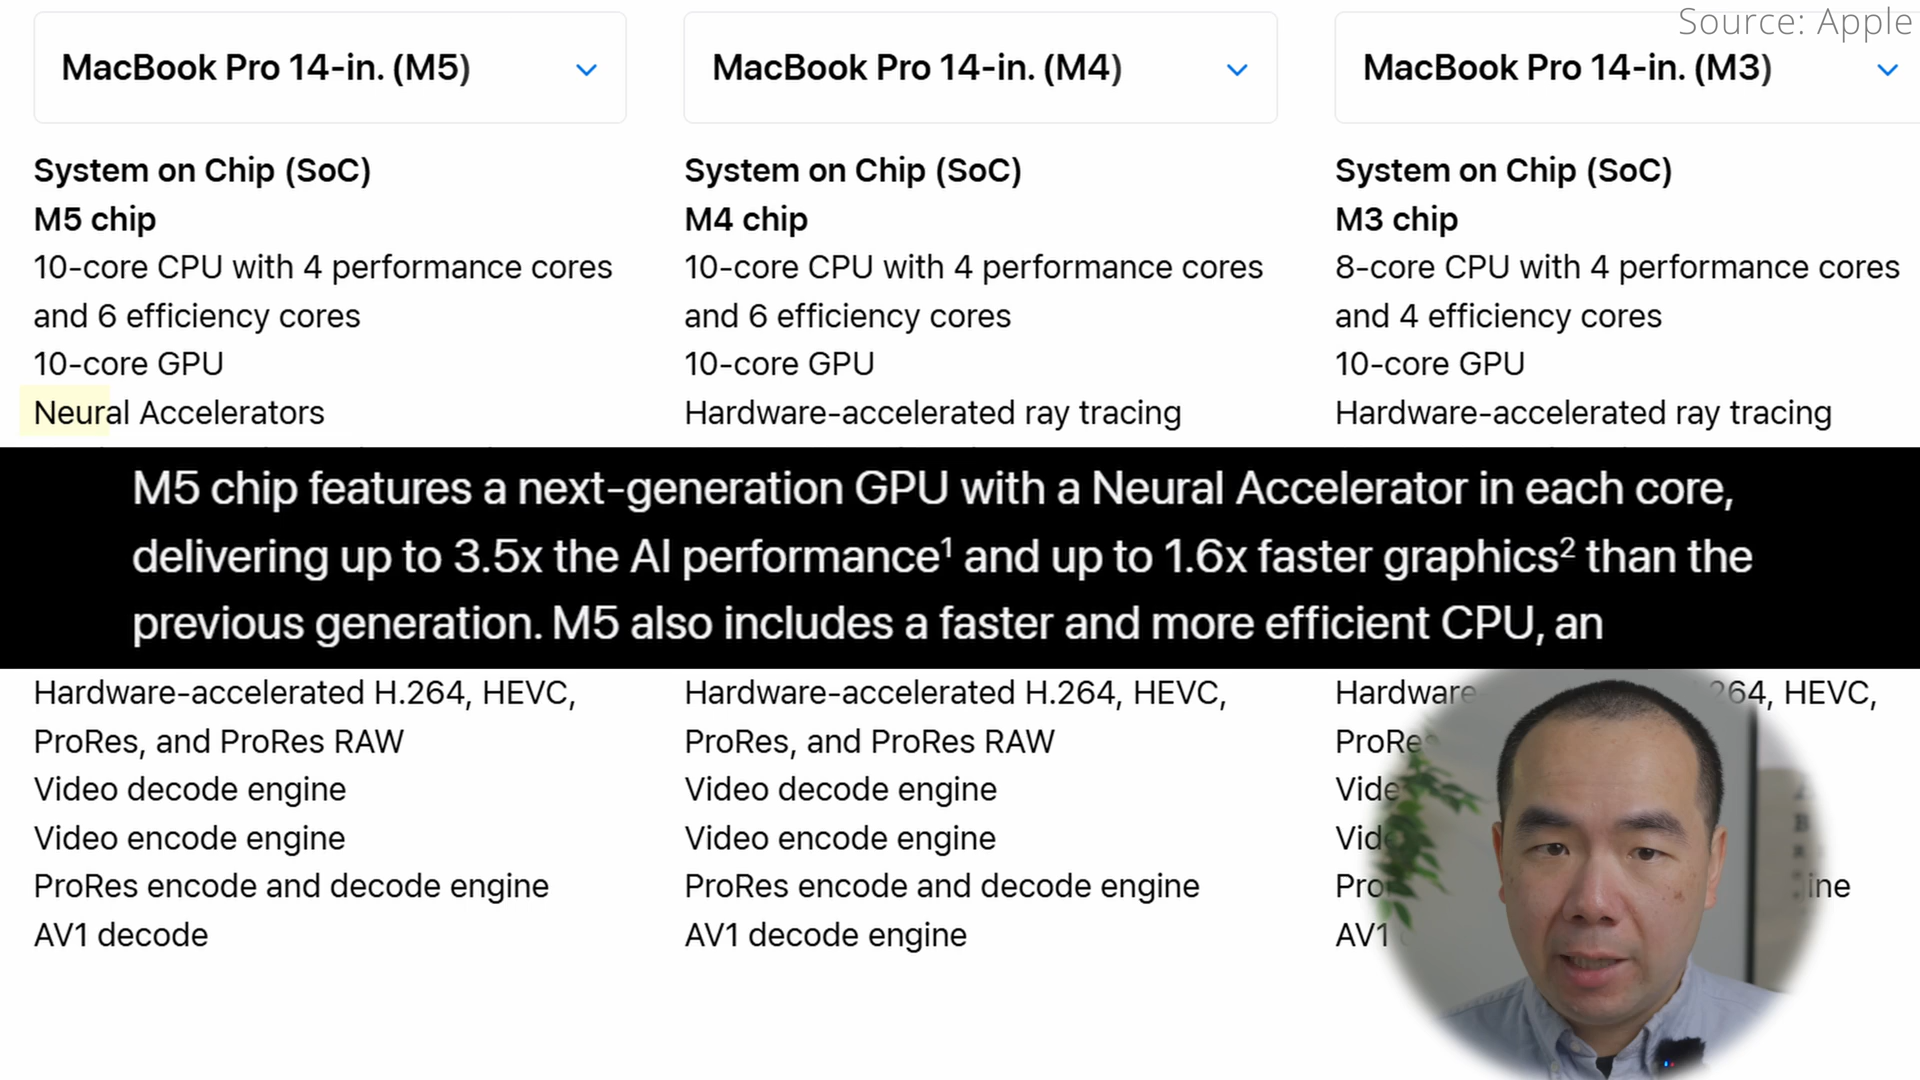 Source: Apple
MacBook Pro 14-in. (M5)
MacBook Pro 14-in. (M4)
MacBook Pro 14-in. (M3)
System on Chip (SoC)
M5 chip
10-core CPU with 4 performance cores
and 6 efficiency cores
10-core GPU
Neural Accelerators
System on Chip (SoC)
M4 chip
10-core CPU with 4 performance cores
and 6 efficiency cores
10-core GPU
Hardware-accelerated ray tracing
System on Chip (SoC)
M3 chip
8-core CPU with 4 performance cores
and 4 efficiency cores
10-core GPU
Hardware-accelerated ray tracing
M5 chip features a next-generation GPU with a Neural Accelerator in each core,
delivering up to 3.5x the AI performance¹ and up to 1.6x faster graphics² than the
previous generation. M5 also includes a faster and more efficient CPU, an
Hardware-accelerated H.264, HEVC,
ProRes, and ProRes RAW
Video decode engine
Video encode engine
ProRes encode and decode engine
AV1 decode
Hardware-accelerated H.264, HEVC,
ProRes, and ProRes RAW
Video decode engine
Video encode engine
ProRes encode and decode engine
AV1 decode engine
Hardware 264, HEVC,
ProRes
Vide
Vid
Pro ine
AV1